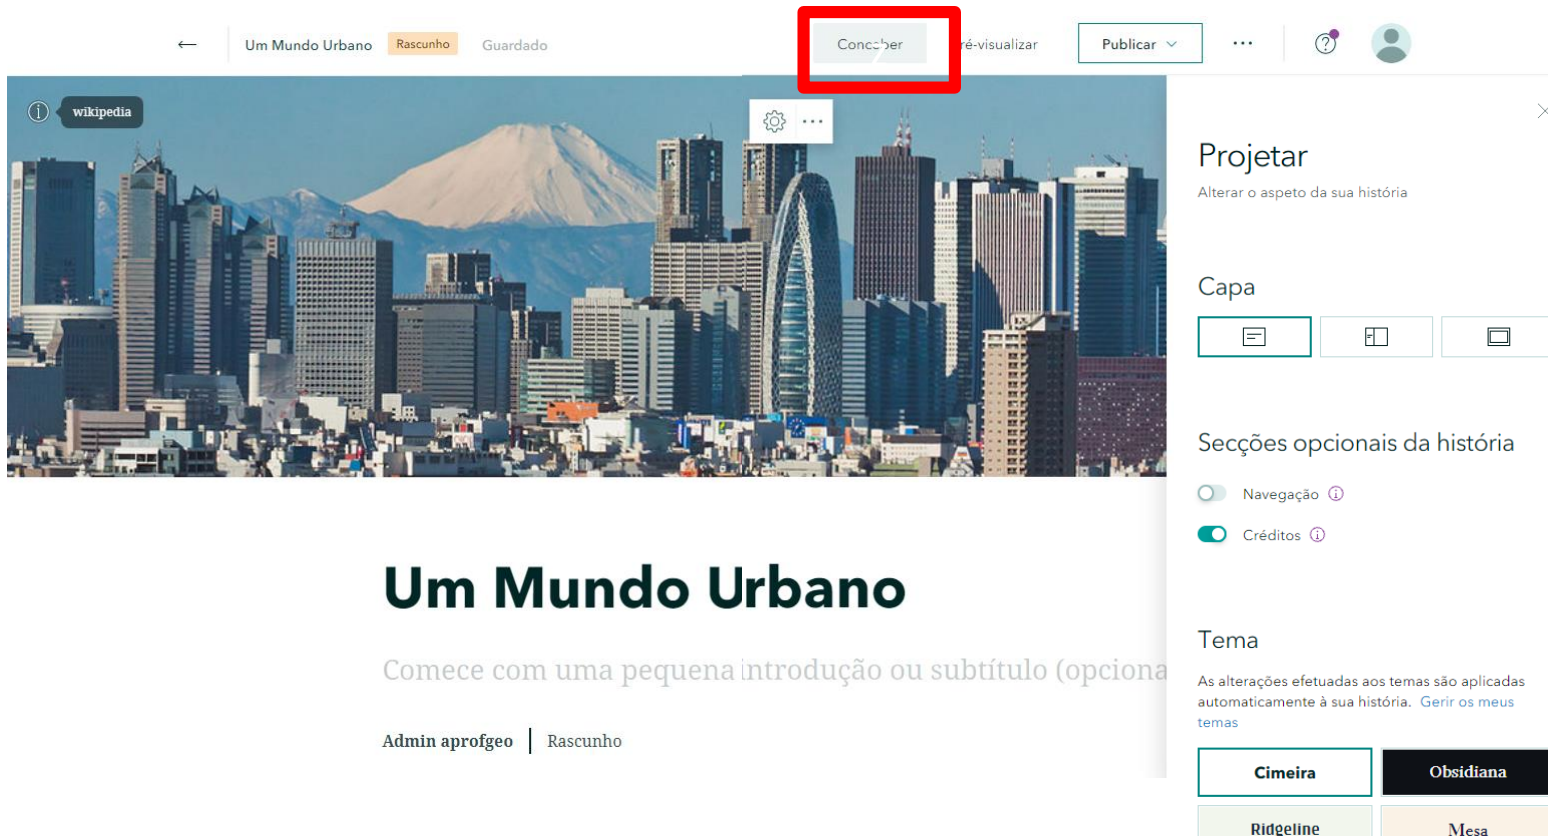 Um Mundo Urbano Rascunho Guardado Conceber ré-visualizar Publicar
wikipedia
Projetar
Alterar o aspeto da sua história
Capa
Secções opcionais da história
Navegação
Créditos
Um Mundo Urbano
Comece com uma pequena introdução ou subtítulo (opciona
Admin aprofgeo Rascunho
Tema
As alterações efetuadas aos temas são aplicadas
automaticamente à sua história. Gerir os meus
temas
Cimeira Obsidiana
Ridgeline Mesa